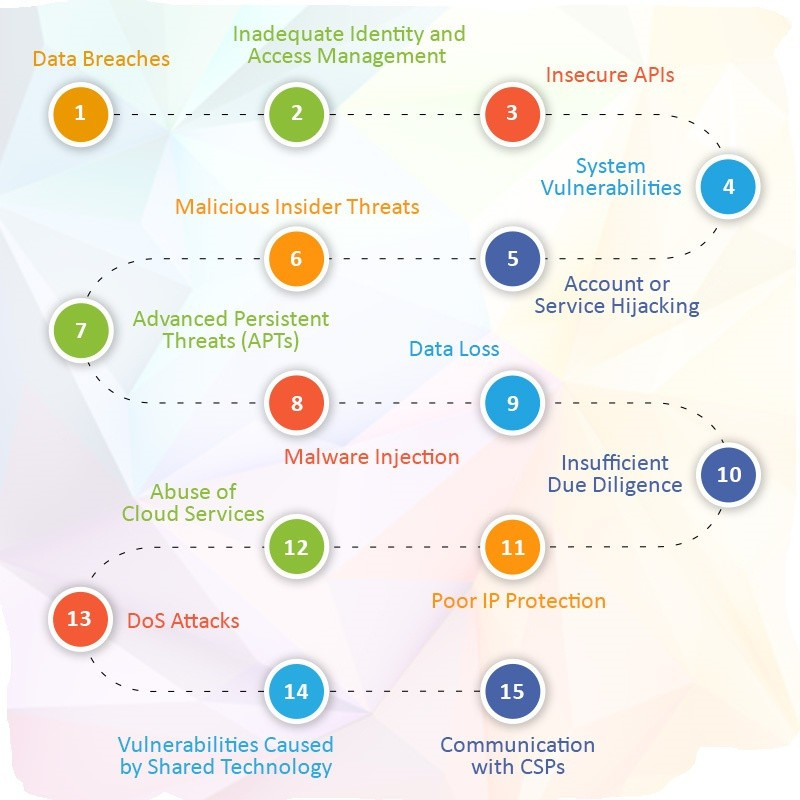 Data Breaches
1
Inadequate Identity and
Access Management
2
Insecure APIs
3
System
Vulnerabilities
4
Account or
Service Hijacking
5
Malicious Insider Threats
6
Advanced Persistent
Threats (APTs)
7
Malware Injection
8
Data Loss
9
Insufficient
Due Diligence
10
Poor IP Protection
11
Abuse of
Cloud Services
12
DoS Attacks
13
Vulnerabilities Caused
by Shared Technology
14
Communication
with CSPs
15